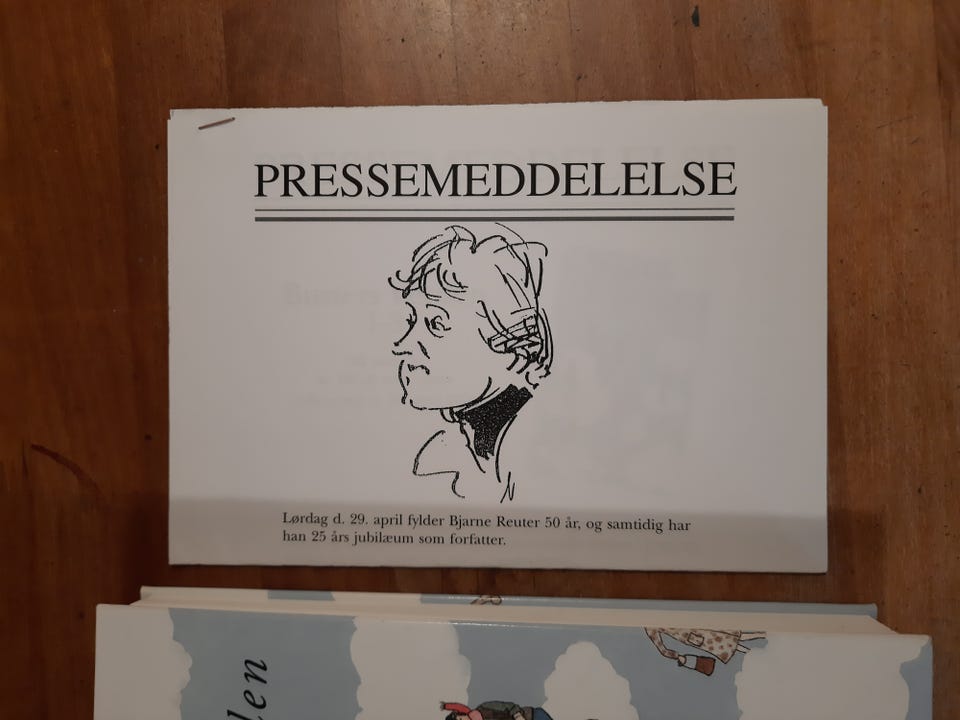 PRESSEMEDDELELSE
Lørdag d. 29. april fylder Bjarne Reuter 50 år, og samtidig har
han 25 års jubilæum som forfatter.